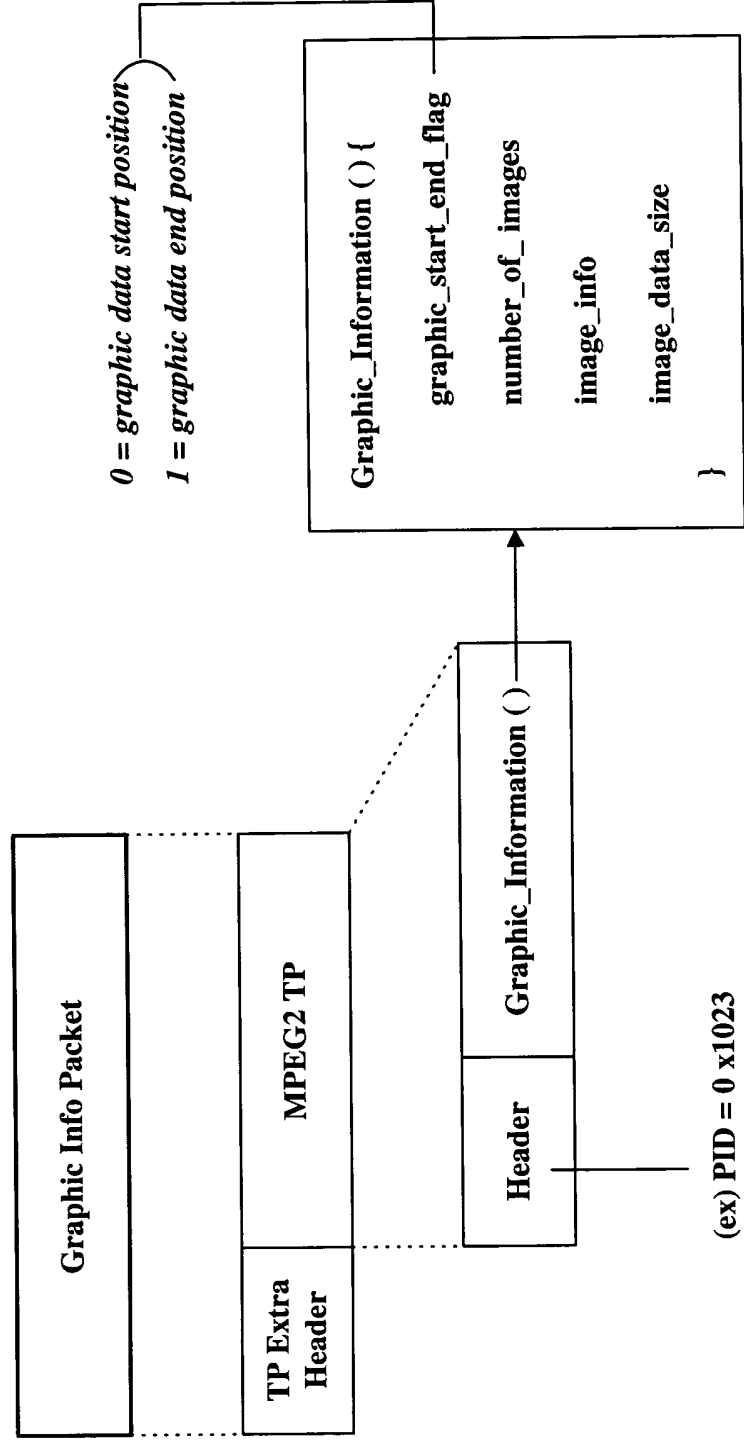 Graphic Info Packet
TP Extra
Header
MPEG2 TP
Header
Graphic_Information ( )
(ex) PID = 0 x1023
0 = graphic data start position
1 = graphic data end position
Graphic_Information ( ) {
graphic_start_end_flag
number_of_ images
image_info
image_data_size
}